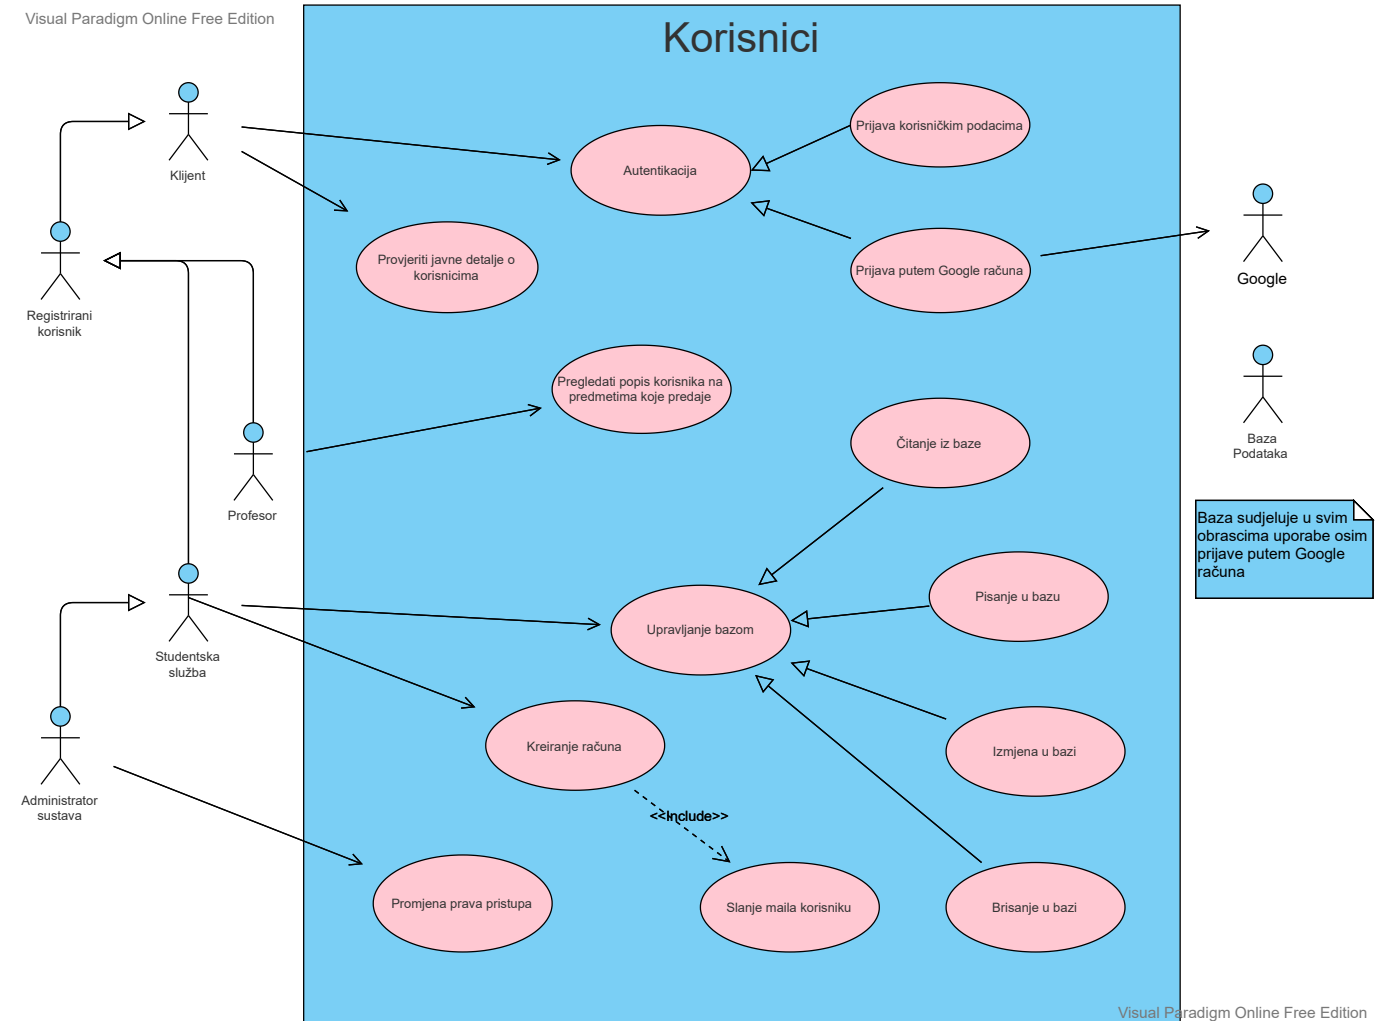 Visual Paradigm Online Free Edition
Korisnici
Klijent
Autentikacija
Prijava korisničkim podacima
Provjeriti javne detalje o
korisnicima
Prijava putem Google računa
Google
Registrirani
korisnik
Pregledati popis korisnika na
predmetima koje predaje
Čitanje iz baze
Baza
Podataka
Profesor
Baza sudjeluje u svim
obrascima uporabe osim
prijave putem Google
računa
Pisanje u bazu
Upravljanje bazom
Studentska
služba
Kreiranje računa
Izmjena u bazi
<<Include>>
Administrator
sustava
Promjena prava pristupa
Slanje maila korisniku
Brisanje u bazi
Visual Paradigm Online Free Edition